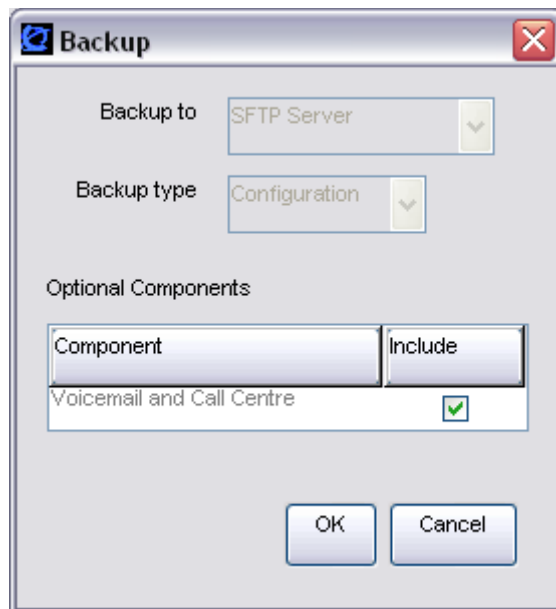 Backup
Backup to SFTP Server
Backup type Configuration
Optional Components
Component Include
Voicemail and Call Centre
OK Cancel